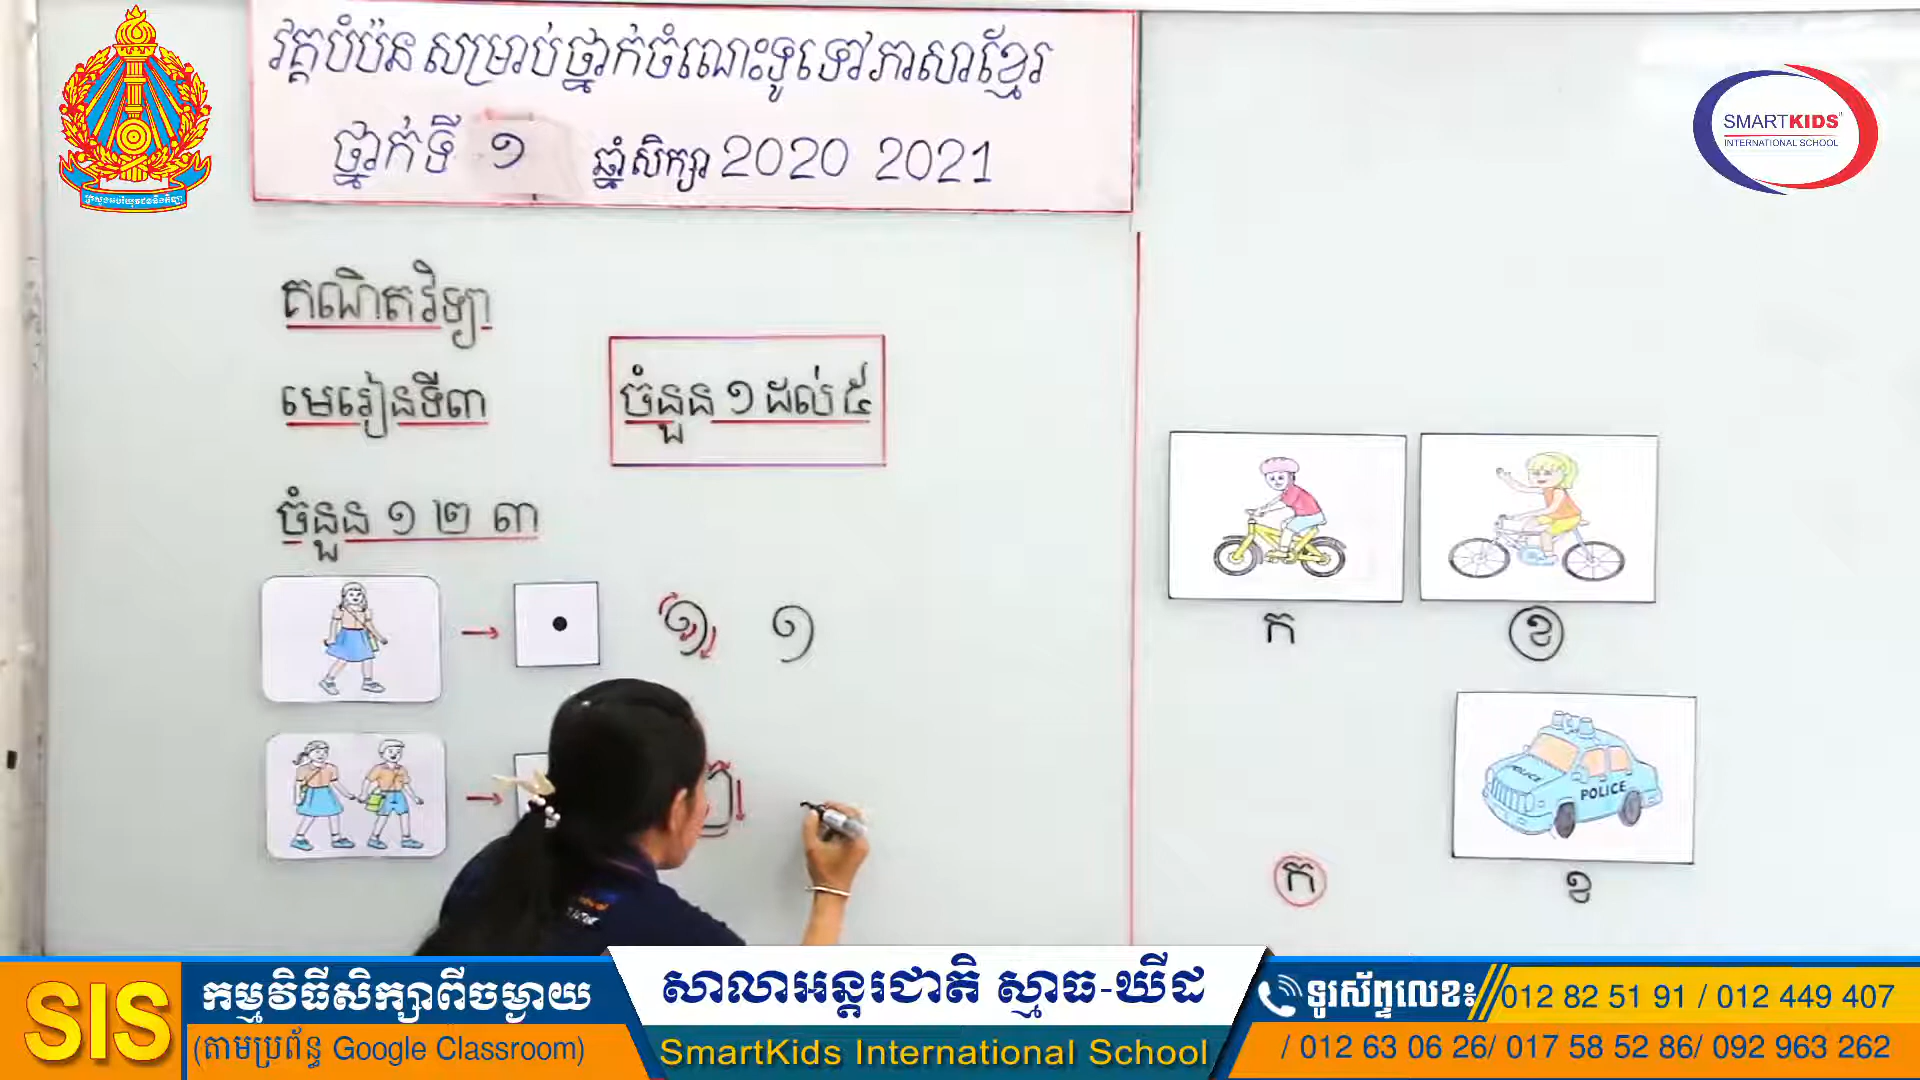 វគ្គបំប៉ន សម្រាប់ថ្នាក់ចំណេះទូទៅភាសាខ្មែរ
ថ្នាក់ទី ១ ឆ្នាំសិក្សា 2020 2021
SMARTKIDS
INTERNATIONAL SCHOOL
គណិតវិទ្យា
មេរៀនទី៣
ចំនួន ១ ដល់ ៥
ចំនួន ១ ២ ៣
១ ១
ក ខ
POLICE
POLICE
ក ខ
SIS
កម្មវិធីសិក្សាពីចម្ងាយ
(តាមប្រព័ន្ធ Google Classroom)
សាលាអន្តរជាតិ ស្មាធ-ឃីដ
SmartKids International School
ទូរស័ព្ទលេខ៖ 012 82 51 91 / 012 449 407
/ 012 63 06 26/ 017 58 52 86/ 092 963 262